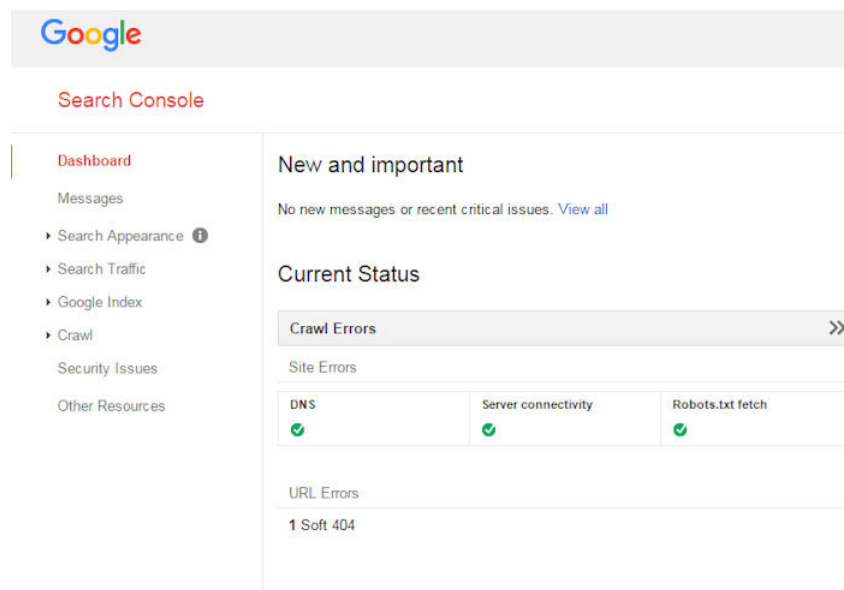 Google
Search Console
Dashboard
Messages
Search Appearance
Search Traffic
Google Index
Crawl
Security Issues
Other Resources
New and important
No new messages or recent critical issues. View all
Current Status
Crawl Errors
Site Errors
DNS Server connectivity Robots.txt fetch
URL Errors
1 Soft 404